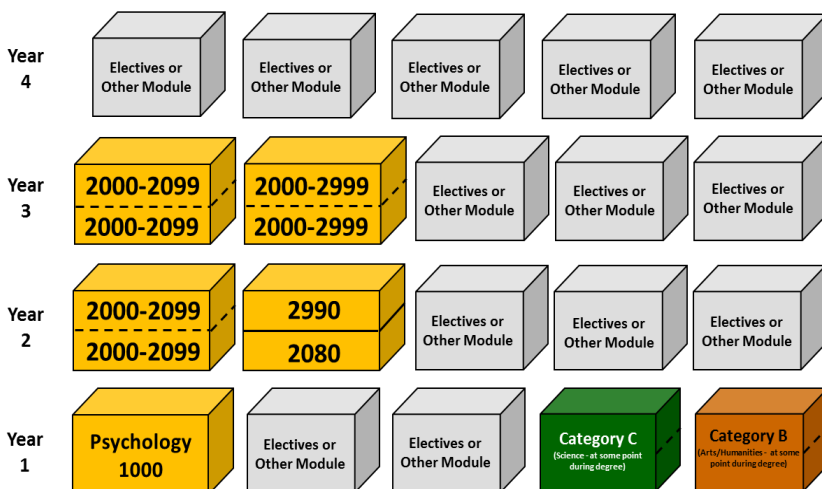 Year
4
Electives or
Other Module
Electives or
Other Module
Electives or
Other Module
Electives or
Other Module
Electives or
Other Module
Year
3
2000-2099
2000-2099
2000-2999
2000-2999
Electives or
Other Module
Electives or
Other Module
Electives or
Other Module
Year
2
2000-2099
2000-2099
2990
2080
Electives or
Other Module
Electives or
Other Module
Electives or
Other Module
Year
1
Psychology
1000
Electives or
Other Module
Electives or
Other Module
Category C
(Science - at some point
during degree)
Category B
(Arts/Humanities - at some
point during degree)